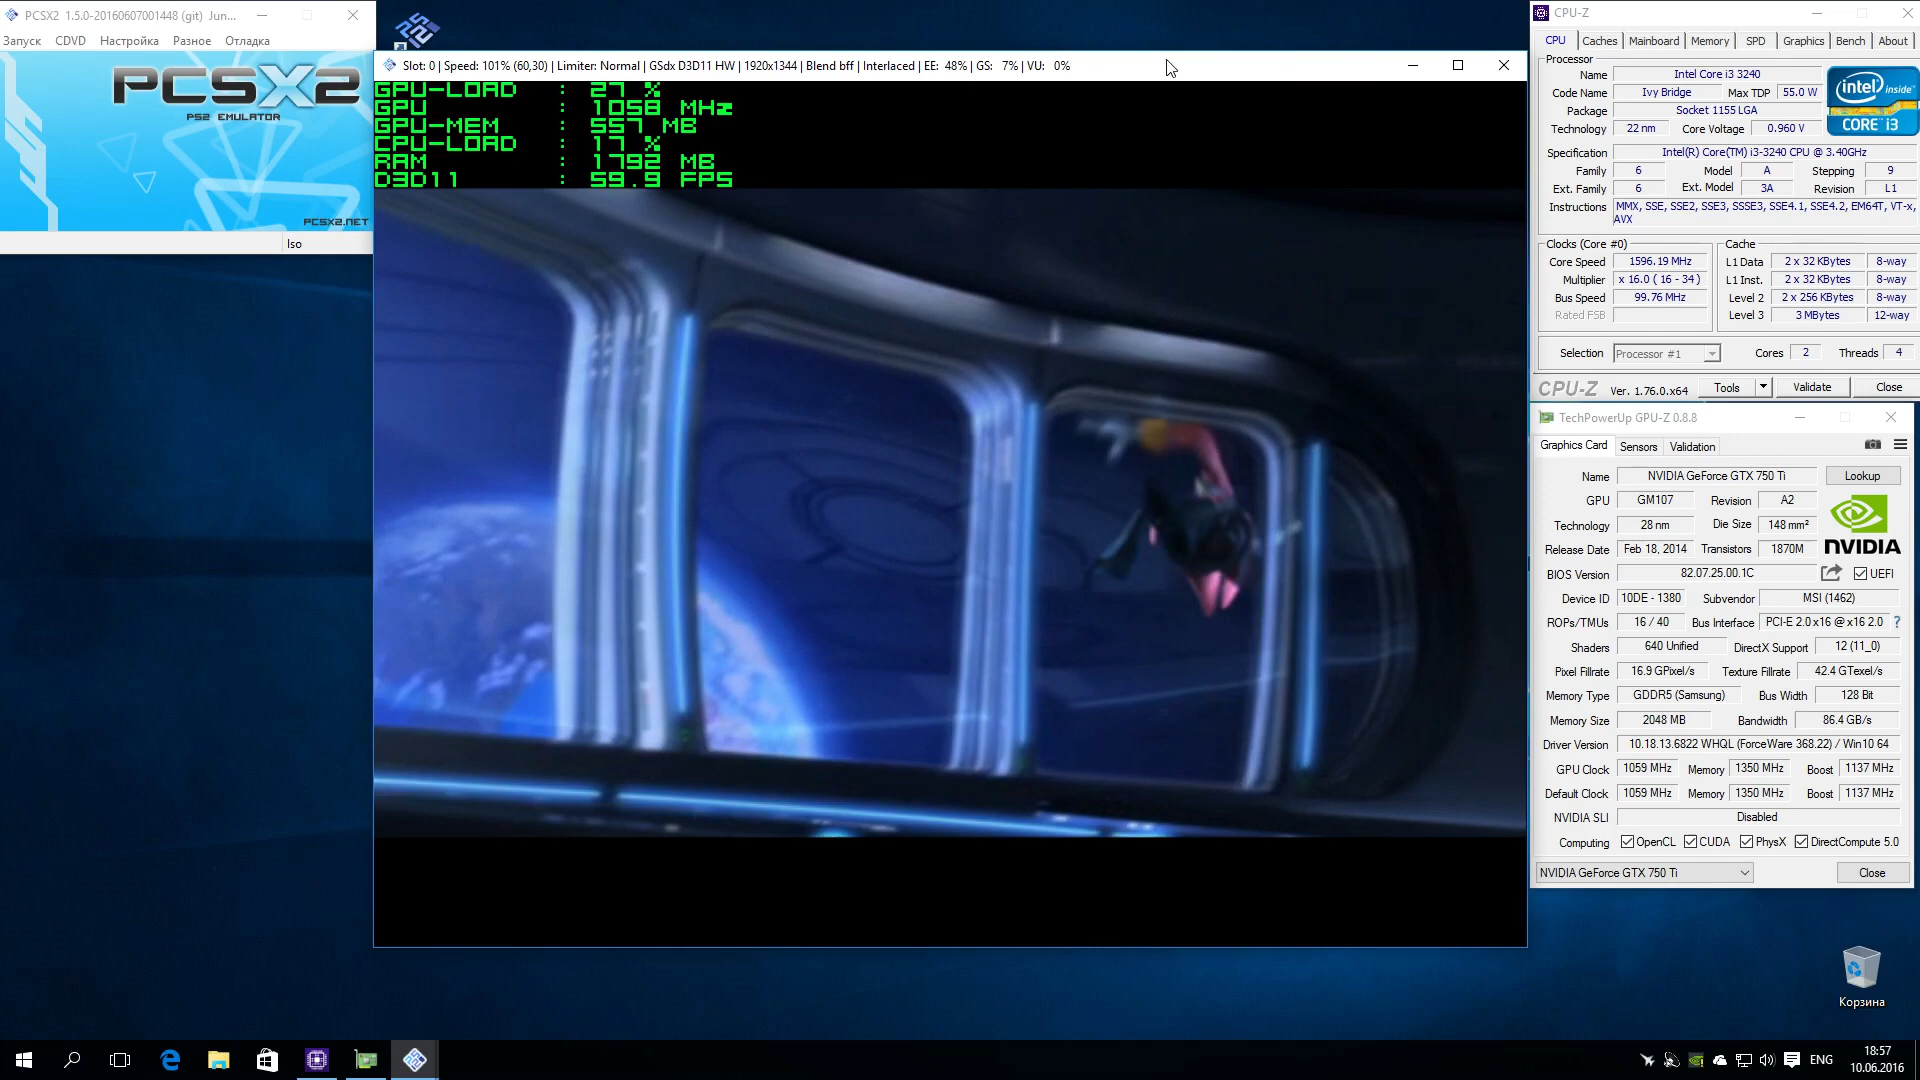 PCSX2 1.5.0-20160607001448 (git) Jun...
Запуск CDVD Настройка Разное Отладка
PCSX2
PS2 EMULATOR
PCSX2.NET
Iso
Slot: 0 | Speed: 101% (60,30) | Limiter: Normal | GSdx D3D11 HW | 1920x1344 | Blend bff | Interlaced | EE: 48% | GS: 7% | VU: 0%
GPU-LOAD : 27 %
GPU : 1058 MHz
GPU-MEM : 557 MB
CPU-LOAD : 17 %
RAM : 1792 MB
D3D11 : 59.9 FPS
CPU-Z
CPU Caches Mainboard Memory SPD Graphics Bench About
Processor
Name Intel Core i3 3240
Code Name Ivy Bridge Max TDP 55.0 W
Package Socket 1155 LGA
Technology 22 nm Core Voltage 0.960 V
intel inside
CORE i3
Specification Intel(R) Core(TM) i3-3240 CPU @ 3.40GHz
Family 6 Model A Stepping 9
Ext. Family 6 Ext. Model 3A Revision L1
Instructions MMX, SSE, SSE2, SSE3, SSSE3, SSE4.1, SSE4.2, EM64T, VT-x,
AVX
Clocks (Core #0)
Core Speed 1596.19 MHz
Multiplier x 16.0 ( 16 - 34 )
Bus Speed 99.76 MHz
Rated FSB
Cache
L1 Data 2 x 32 KBytes 8-way
L1 Inst. 2 x 32 KBytes 8-way
Level 2 2 x 256 KBytes 8-way
Level 3 3 MBytes 12-way
Selection Processor #1 Cores 2 Threads 4
CPU-Z Ver. 1.76.0.x64 Tools Validate Close
TechPowerUp GPU-Z 0.8.8
Graphics Card Sensors Validation
Name NVIDIA GeForce GTX 750 Ti Lookup
GPU GM107 Revision A2
Technology 28 nm Die Size 148 mm²
Release Date Feb 18, 2014 Transistors 1870M
NVIDIA
BIOS Version 82.07.25.00.1C UEFI
Device ID 10DE - 1380 Subvendor MSI (1462)
ROPs/TMUs 16 / 40 Bus Interface PCI-E 2.0 x16 @ x16 2.0 ?
Shaders 640 Unified DirectX Support 12 (11_0)
Pixel Fillrate 16.9 GPixel/s Texture Fillrate 42.4 GTexel/s
Memory Type GDDR5 (Samsung) Bus Width 128 Bit
Memory Size 2048 MB Bandwidth 86.4 GB/s
Driver Version 10.18.13.6822 WHQL (ForceWare 368.22) / Win10 64
GPU Clock 1059 MHz Memory 1350 MHz Boost 1137 MHz
Default Clock 1059 MHz Memory 1350 MHz Boost 1137 MHz
NVIDIA SLI Disabled
Computing OpenCL CUDA PhysX DirectCompute 5.0
NVIDIA GeForce GTX 750 Ti Close
Корзина
ENG
18:57
10.06.2016